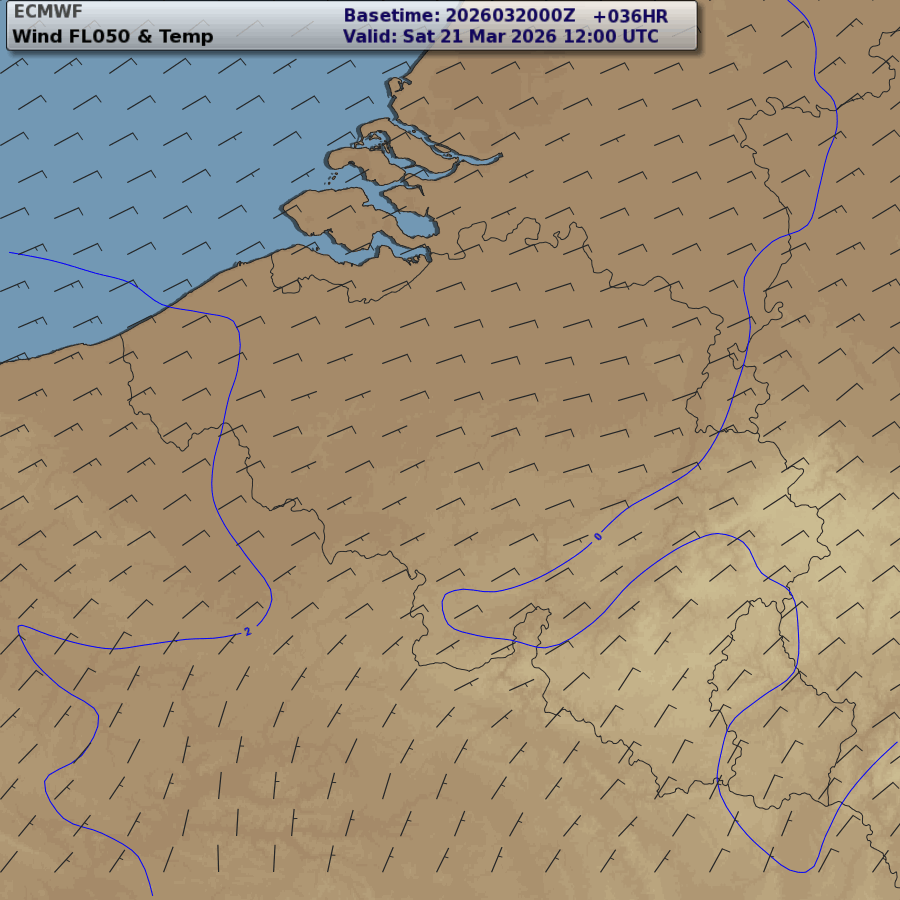 ECMWF
Basetime: 2026032000Z +036HR
Wind FL050 & Temp
Valid: Sat 21 Mar 2026 12:00 UTC
0
2